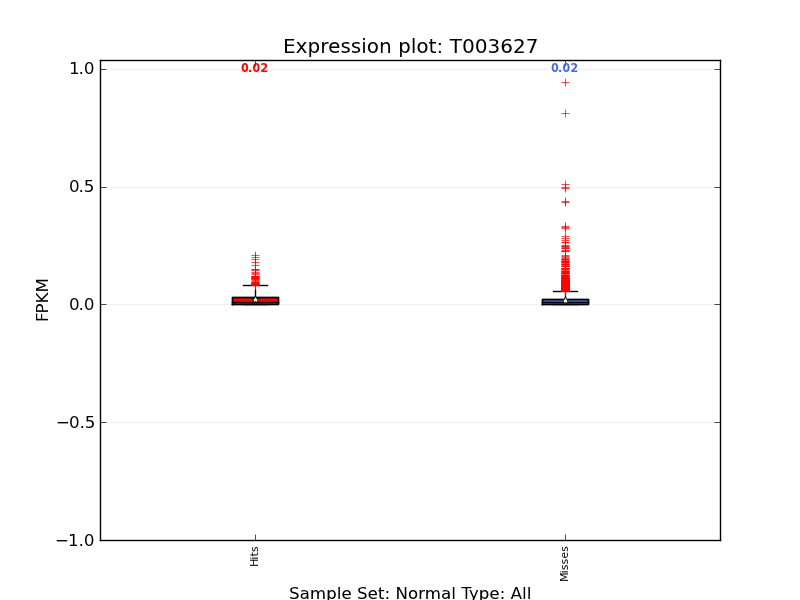 Expression plot: T003627
1.0
0.02
0.02
0.5
0.0
FPKM
−0.5
−1.0
Hits
Misses
Sample Set: Normal Type: All